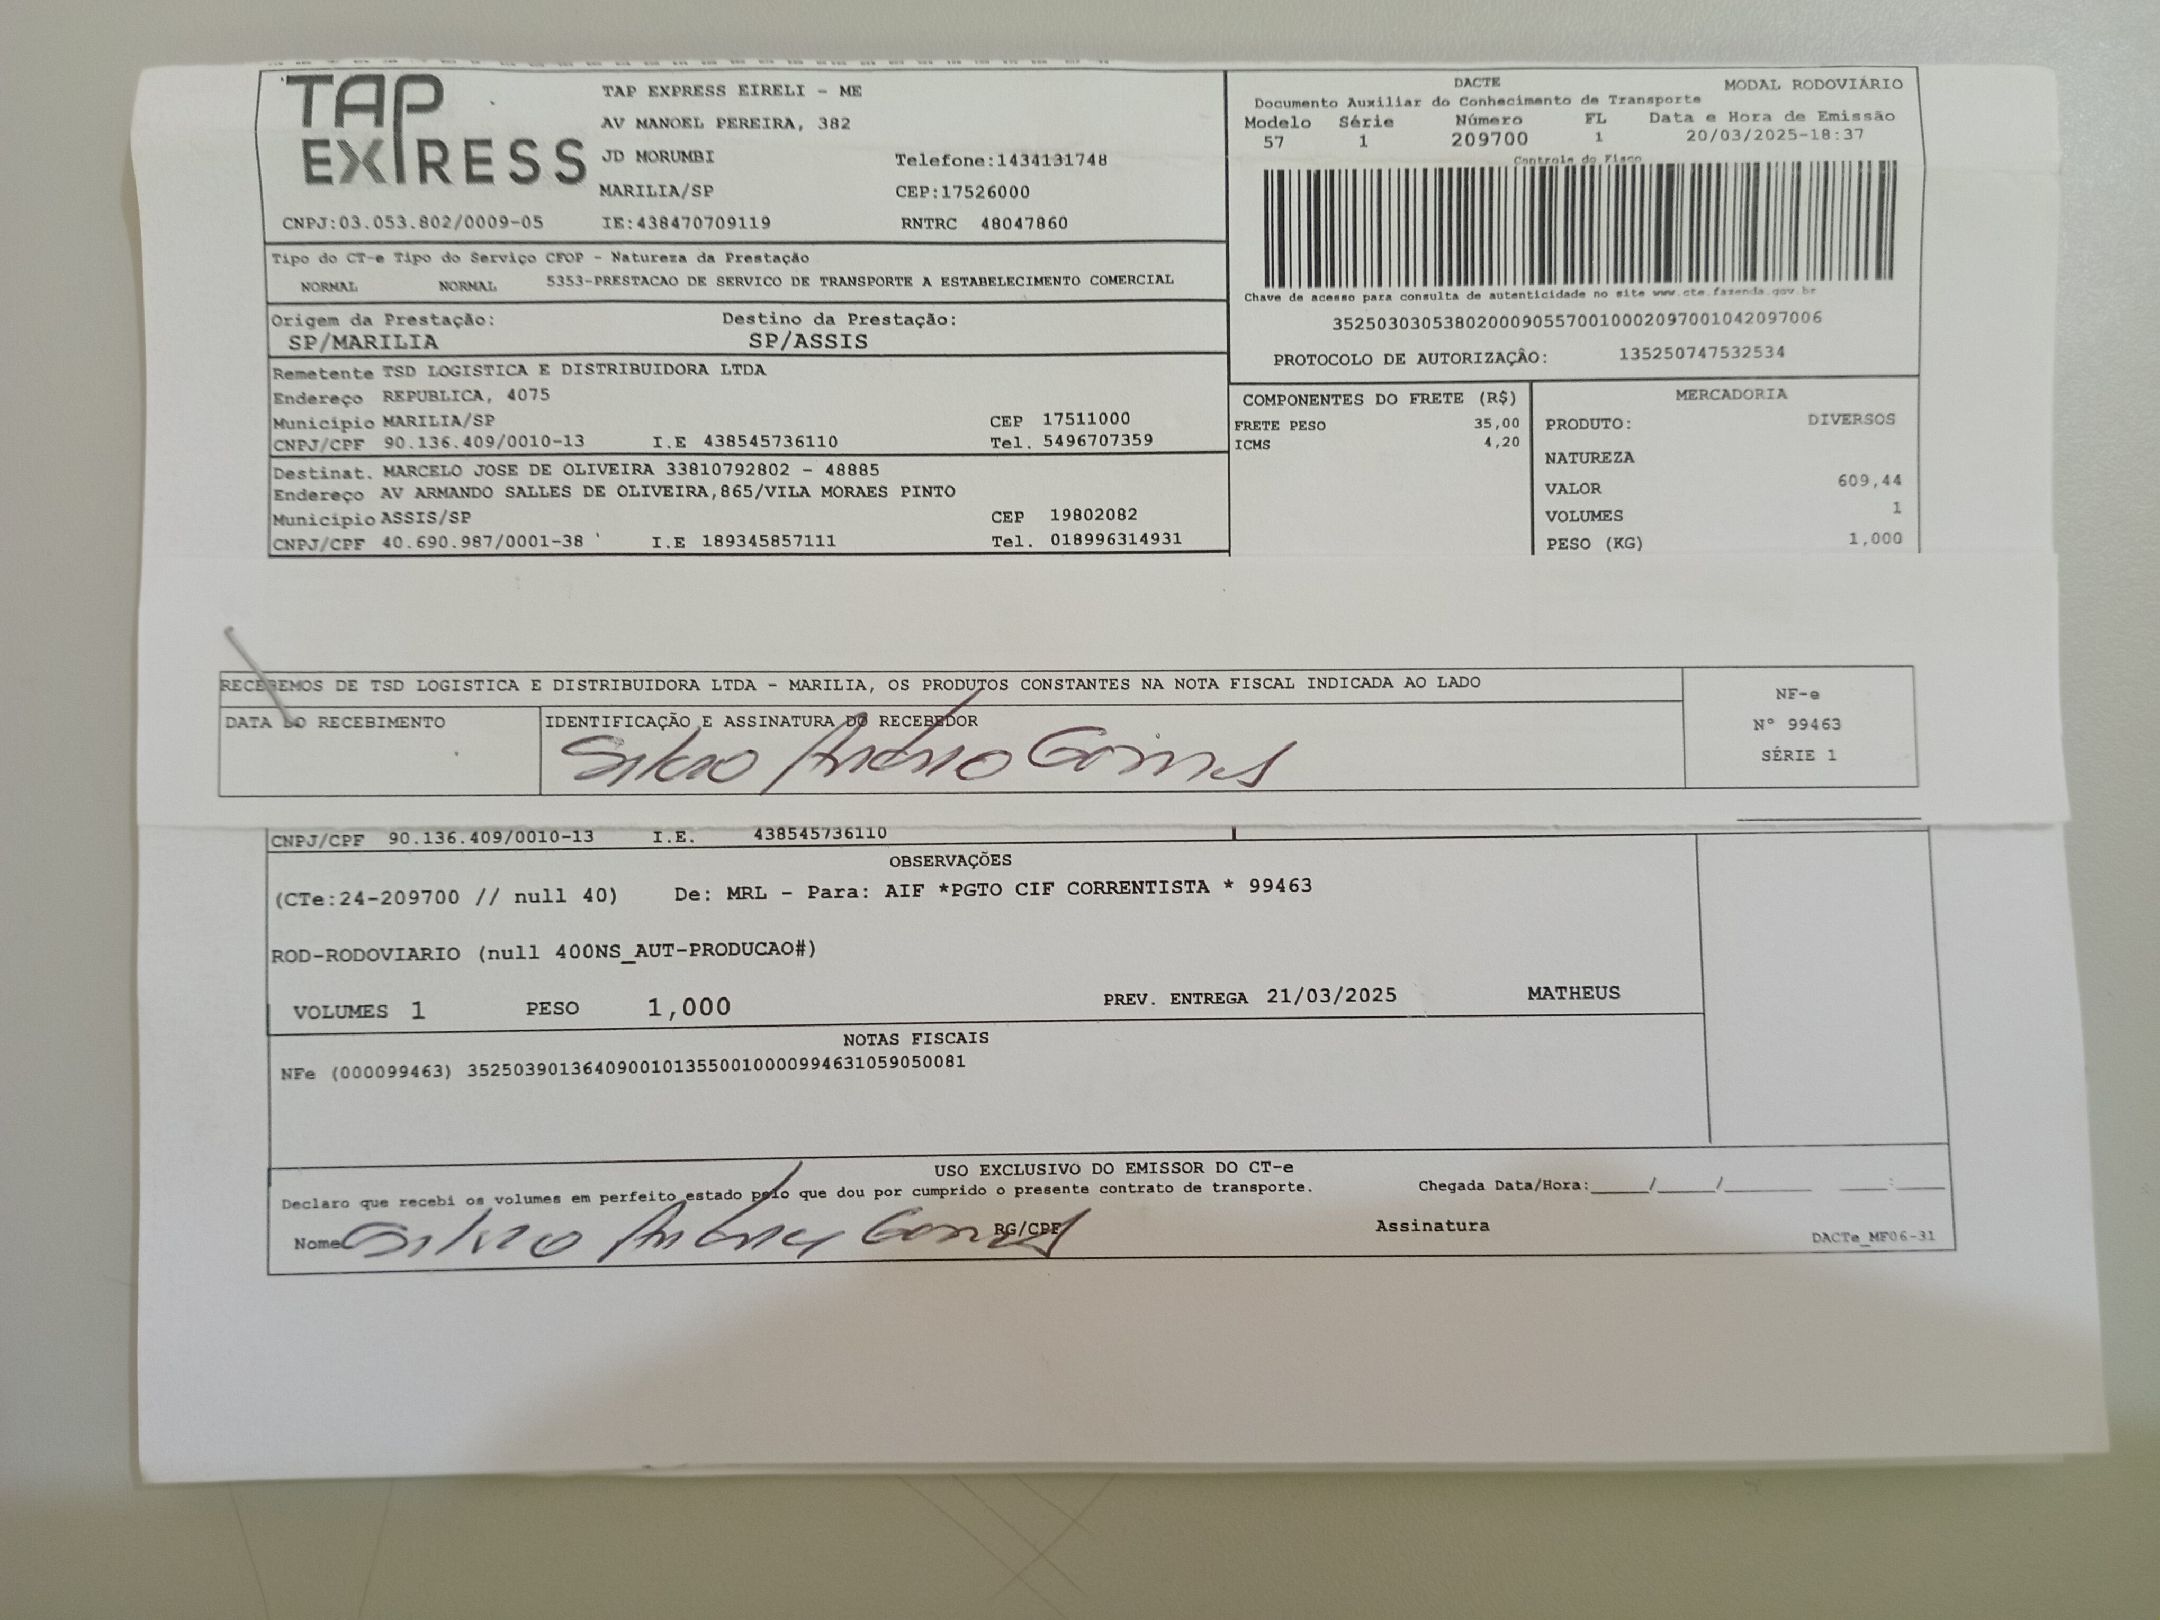 TAP EXPRESS
TAP EXPRESS EIRELI - ME
AV MANOEL PEREIRA, 382
JD MORUMBI Telefone:1434131748
MARILIA/SP CEP:17526000
CNPJ:03.053.802/0009-05 IE:438470709119 RNTRC 48047860
DACTE MODAL RODOVIÁRIO
Documento Auxiliar do Conhecimento de Transporte
Modelo Série Número FL Data e Hora de Emissão
57 1 209700 1 20/03/2025-18:37
Controle do Fisco
Chave de acesso para consulta de autenticidade no site www.cte.fazenda.gov.br
35250303053802000905570010002097001042097006
PROTOCOLO DE AUTORIZAÇÃO: 135250747532534
Tipo do CT-e Tipo do Serviço CFOP - Natureza da Prestação
NORMAL NORMAL 5353-PRESTACAO DE SERVICO DE TRANSPORTE A ESTABELECIMENTO COMERCIAL
Origem da Prestação: Destino da Prestação:
SP/MARILIA SP/ASSIS
Remetente TSD LOGISTICA E DISTRIBUIDORA LTDA
Endereço REPUBLICA, 4075
Município MARILIA/SP CEP 17511000
CNPJ/CPF 90.136.409/0010-13 I.E 438545736110 Tel. 5496707359
Destinat. MARCELO JOSE DE OLIVEIRA 33810792802 - 48885
Endereço AV ARMANDO SALLES DE OLIVEIRA,865/VILA MORAES PINTO
Município ASSIS/SP CEP 19802082
CNPJ/CPF 40.690.987/0001-38 I.E 189345857111 Tel. 018996314931
COMPONENTES DO FRETE (R$)
FRETE PESO 35,00
ICMS 4,20
MERCADORIA
PRODUTO: DIVERSOS
NATUREZA
VALOR 609,44
VOLUMES 1
PESO (KG) 1,000
RECEBEMOS DE TSD LOGISTICA E DISTRIBUIDORA LTDA - MARILIA, OS PRODUTOS CONSTANTES NA NOTA FISCAL INDICADA AO LADO
DATA DO RECEBIMENTO IDENTIFICAÇÃO E ASSINATURA DO RECEBEDOR
NF-e
Nº 99463
SÉRIE 1
CNPJ/CPF 90.136.409/0010-13 I.E. 438545736110
OBSERVAÇÕES
(CTe:24-209700 // null 40) De: MRL - Para: AIF *PGTO CIF CORRENTISTA * 99463
ROD-RODOVIARIO (null 400NS_AUT-PRODUCAO#)
VOLUMES 1 PESO 1,000 PREV. ENTREGA 21/03/2025 MATHEUS
NOTAS FISCAIS
NFe (000099463) 35250390136409001013550010000994631059050081
USO EXCLUSIVO DO EMISSOR DO CT-e
Declaro que recebi os volumes em perfeito estado pelo que dou por cumprido o presente contrato de transporte. Chegada Data/Hora:____/____/______ ___:___
Nome RG/CPF Assinatura DACTe_MF06-31